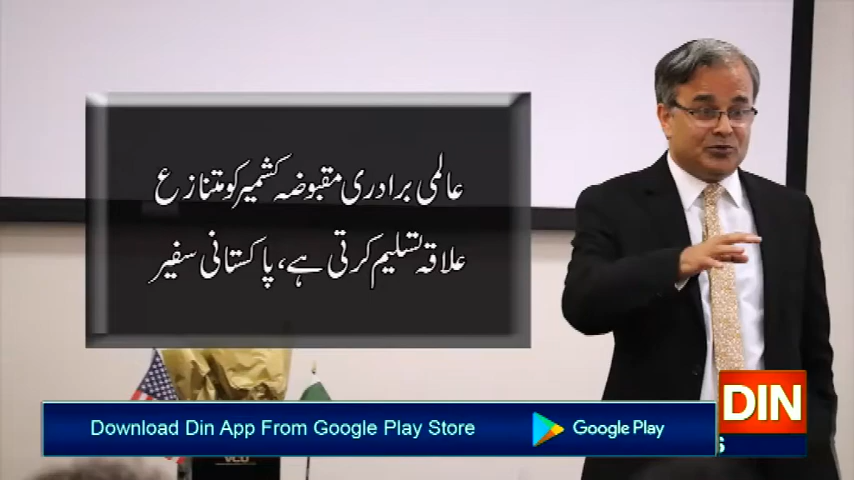 عالمی برادری مقبوضہ کشمیر کو متنازع
علاقہ تسلیم کرتی ہے، پاکستانی سفیر
Download Din App From Google Play Store
Google Play
DIN
S
VCU